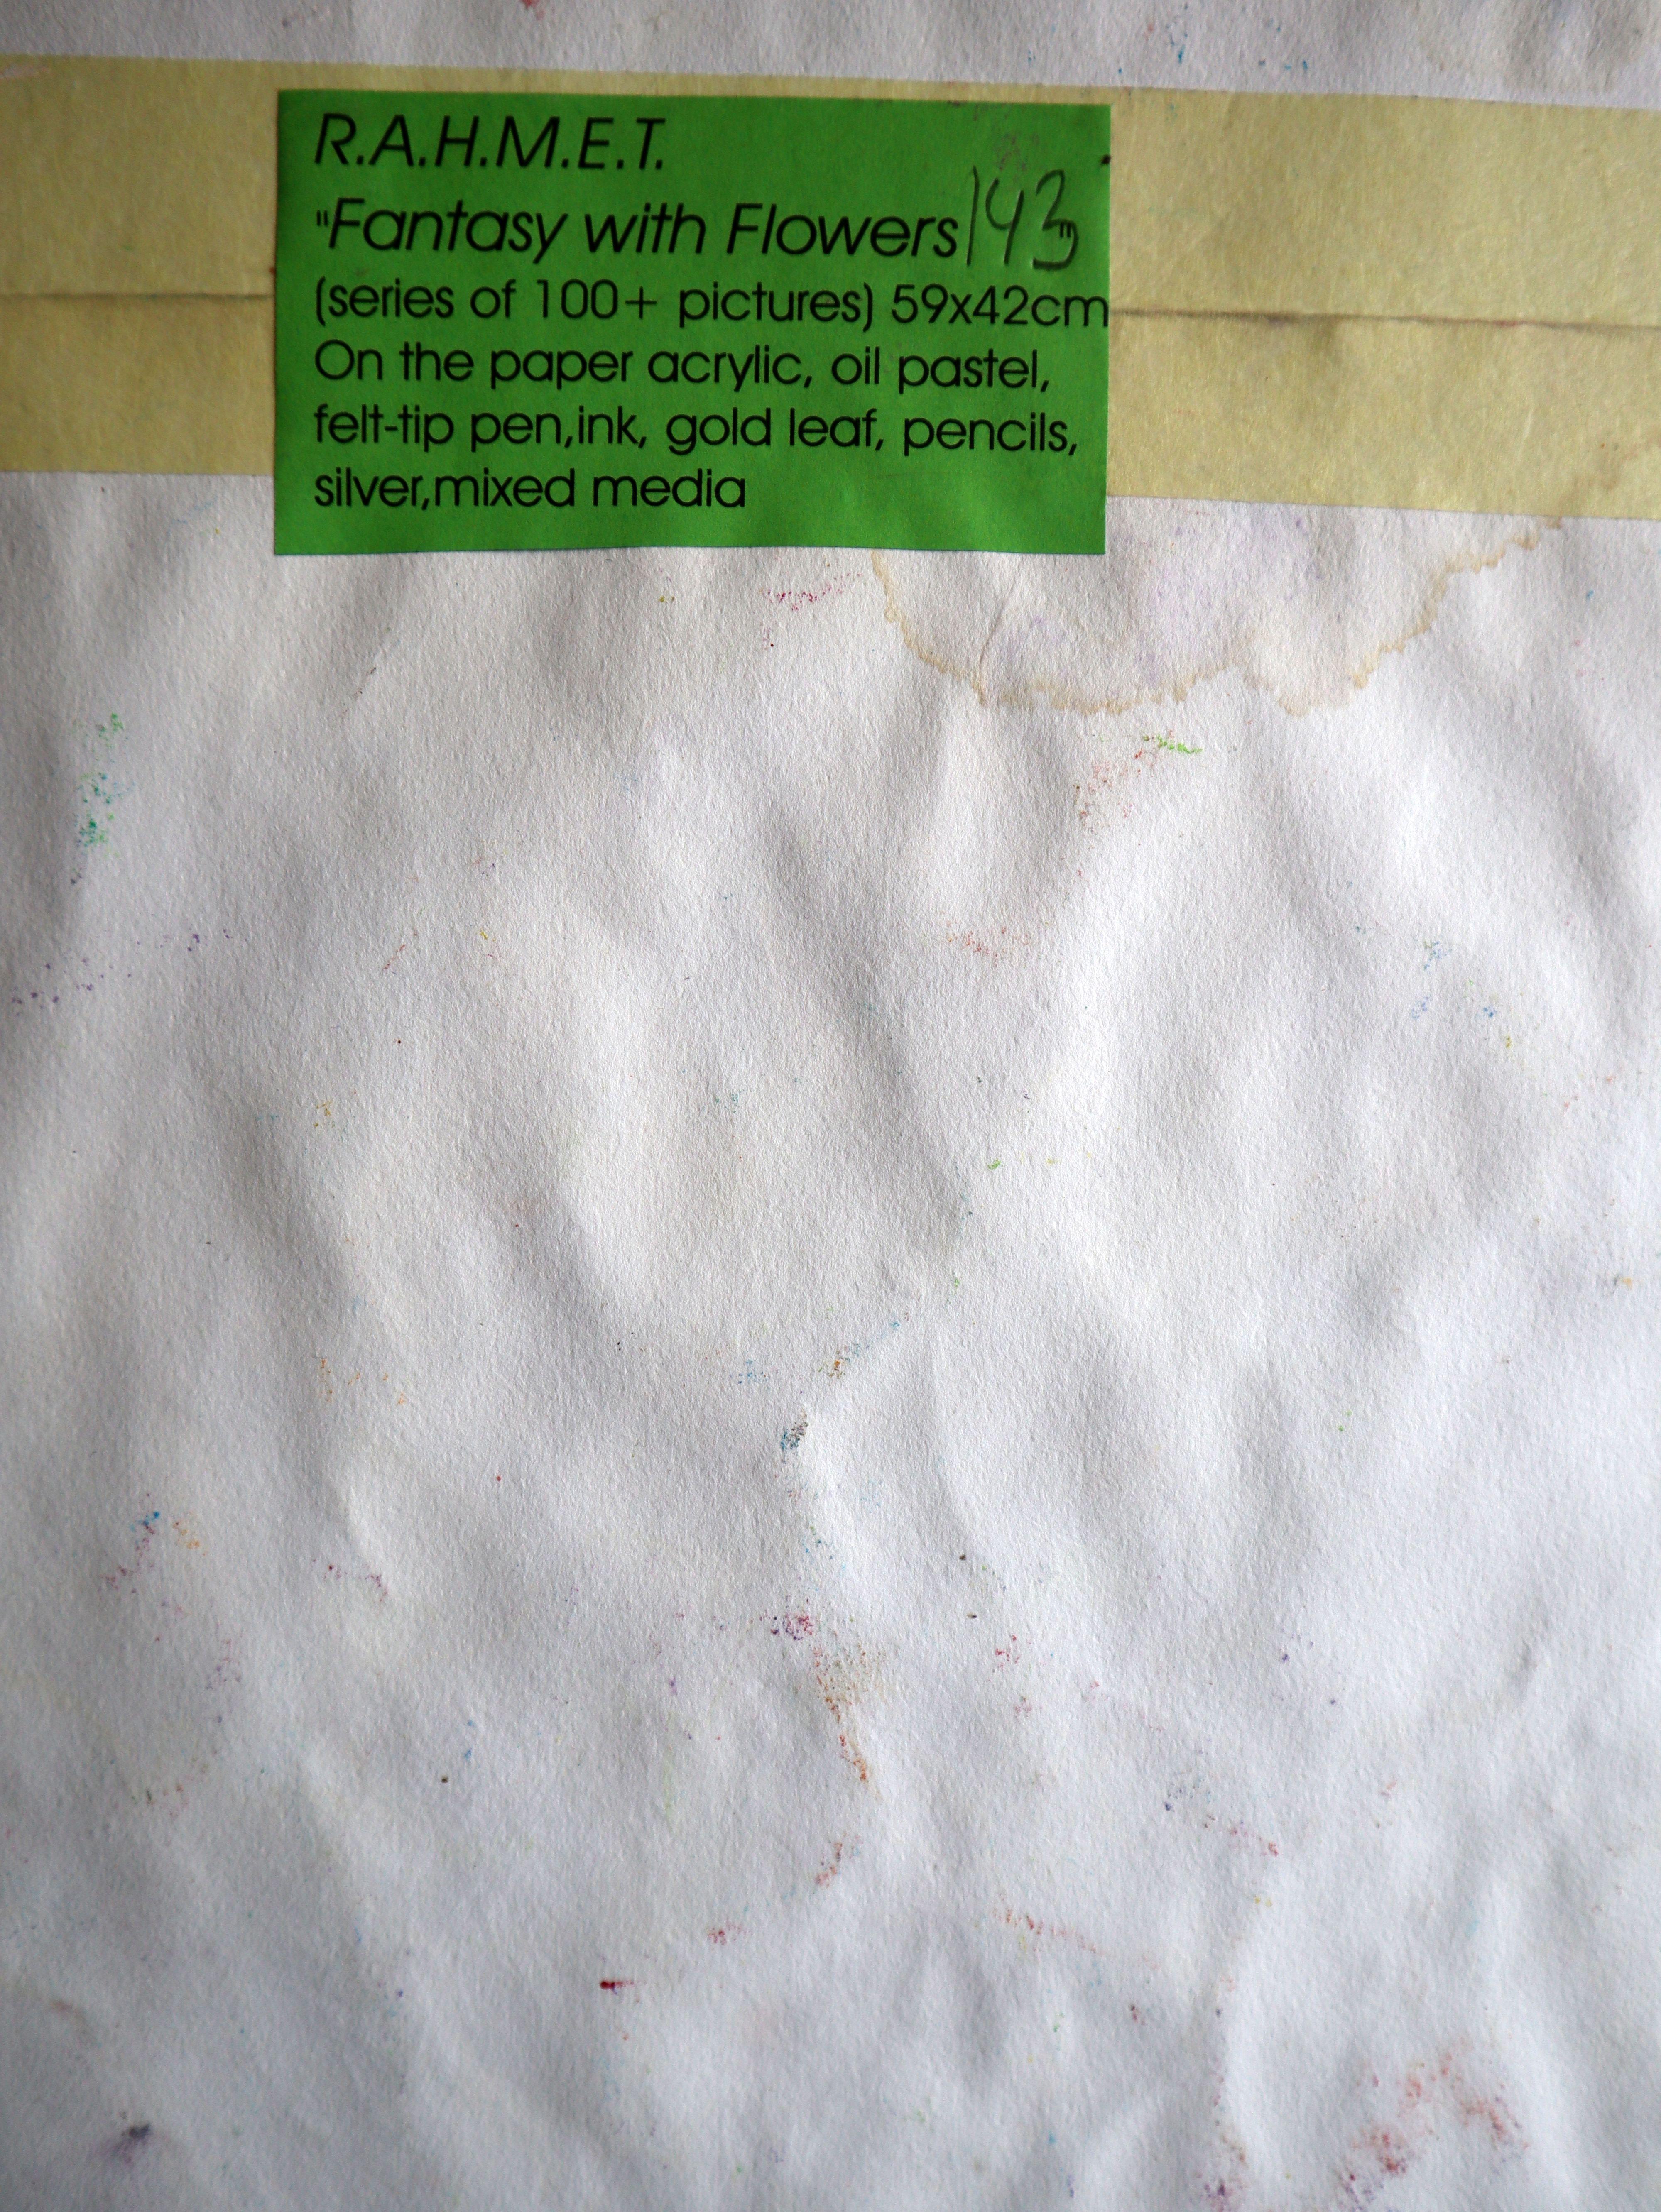 R.A.H.M.E.T.
"Fantasy with Flowers 143"
(series of 100+ pictures) 59x42cm
On the paper acrylic, oil pastel,
felt-tip pen,ink, gold leaf, pencils,
silver,mixed media